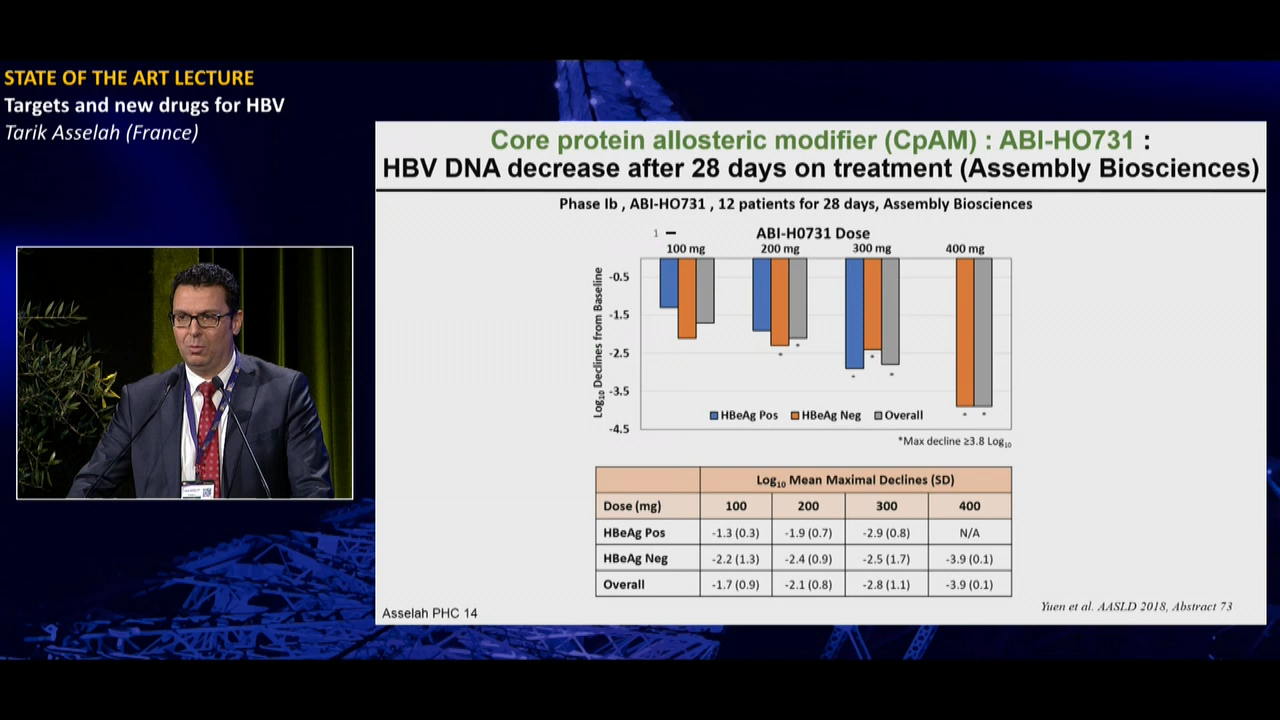 STATE OF THE ART LECTURE
Targets and new drugs for HBV
Tarik Asselah (France)
Core protein allosteric modifier (CpAM) : ABI-HO731 :
HBV DNA decrease after 28 days on treatment (Assembly Biosciences)
Phase Ib , ABI-HO731 , 12 patients for 28 days, Assembly Biosciences
1
ABI-H0731 Dose
100 mg 200 mg 300 mg 400 mg
Log10 Declines from Baseline
-0.5
-1.5
-2.5
-3.5
-4.5
* * * * * * *
HBeAg Pos HBeAg Neg Overall
*Max decline ≥3.8 Log10
Log10 Mean Maximal Declines (SD)
Dose (mg) 100 200 300 400
HBeAg Pos -1.3 (0.3) -1.9 (0.7) -2.9 (0.8) N/A
HBeAg Neg -2.2 (1.3) -2.4 (0.9) -2.5 (1.7) -3.9 (0.1)
Overall -1.7 (0.9) -2.1 (0.8) -2.8 (1.1) -3.9 (0.1)
Asselah PHC 14
Yuen et al. AASLD 2018, Abstract 73